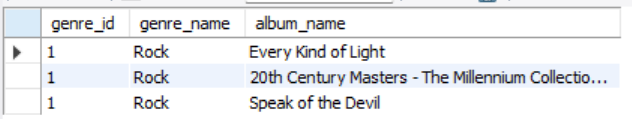 genre_id genre_name album_name
1 Rock Every Kind of Light
1 Rock 20th Century Masters - The Millennium Collectio...
1 Rock Speak of the Devil